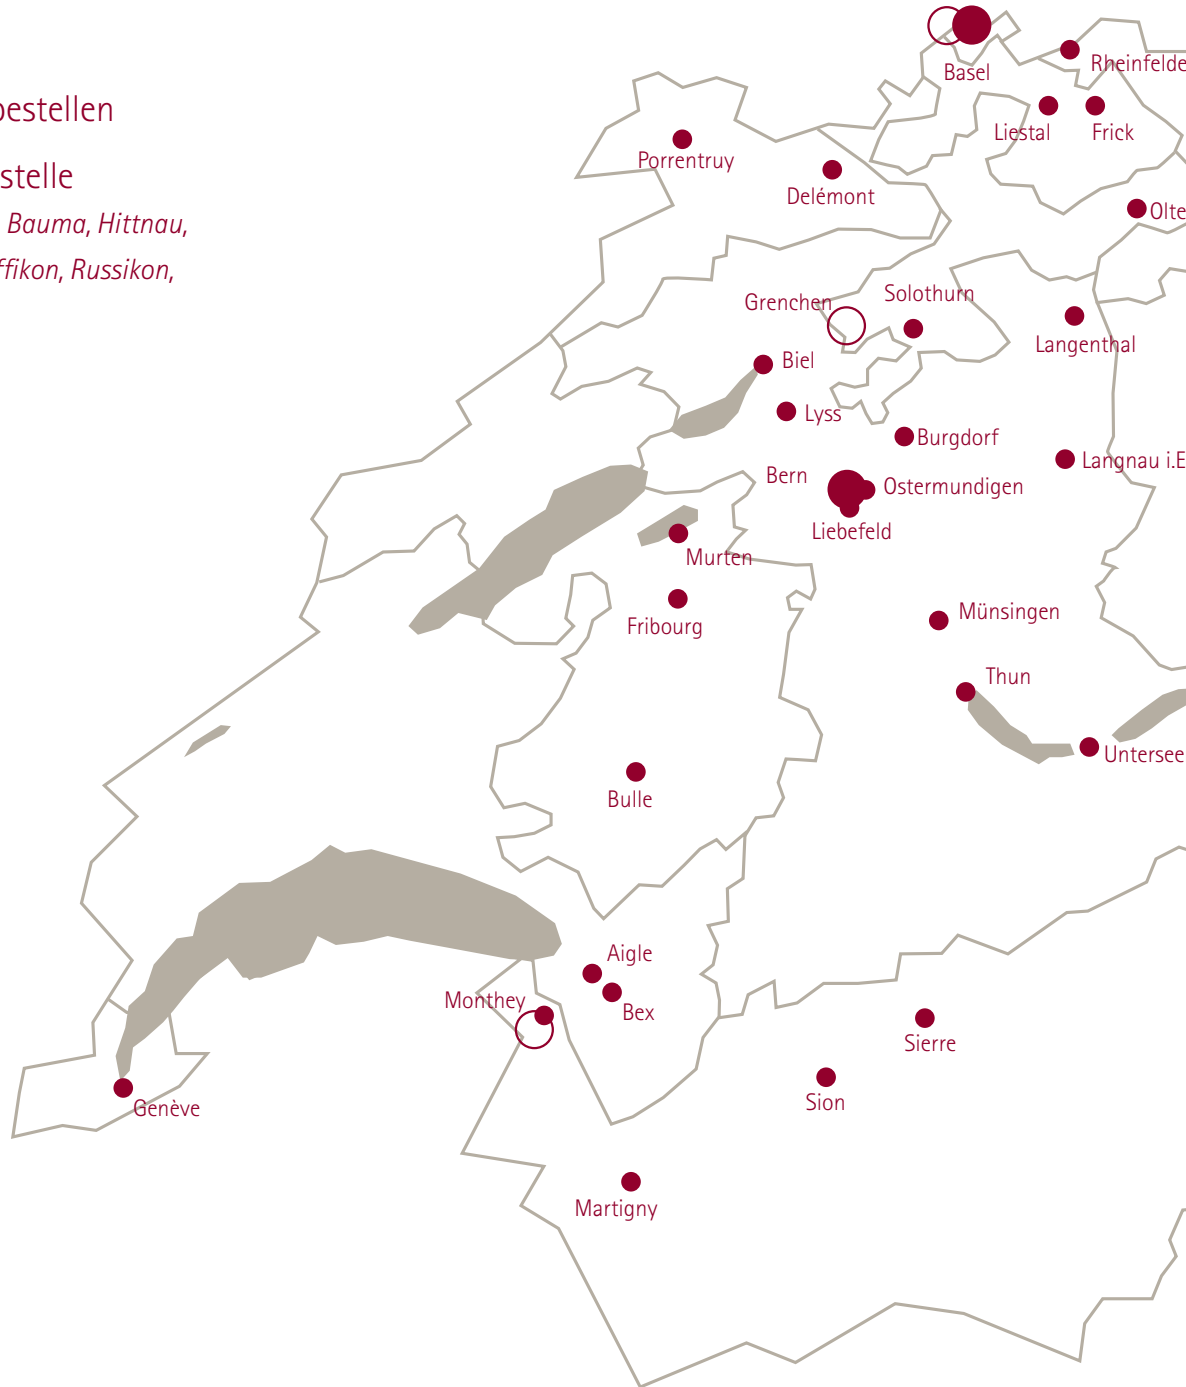 bestellen
stelle
Bauma, Hittnau,
ffikon, Russikon,
Basel
Rheinfelde
Liestal
Frick
Porrentruy
Delémont
Olte
Grenchen
Solothurn
Langenthal
Biel
Lyss
Burgdorf
Langnau i.E
Bern
Ostermundigen
Liebefeld
Murten
Fribourg
Münsingen
Thun
Untersee
Bulle
Aigle
Monthey
Bex
Sierre
Sion
Genève
Martigny